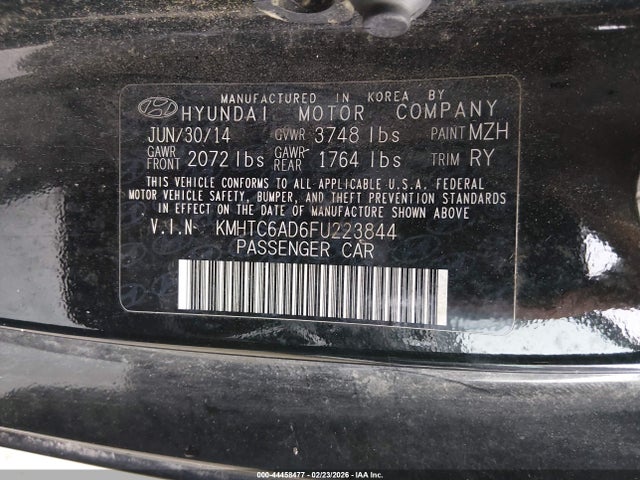 MANUFACTURED IN KOREA BY
HYUNDAI MOTOR COMPANY
JUN/30/14 GVWR 3748 lbs PAINT MZH
GAWR FRONT 2072 lbs GAWR REAR 1764 lbs TRIM RY
THIS VEHICLE CONFORMS TO ALL APPLICABLE U.S.A. FEDERAL
MOTOR VEHICLE SAFETY, BUMPER, AND THEFT PREVENTION STANDARDS
IN EFFECT ON THE DATE OF MANUFACTURE SHOWN ABOVE
V.I.N KMHTC6AD6FU223844
PASSENGER CAR
000-44458477 - 02/23/2026 - IAA Inc.